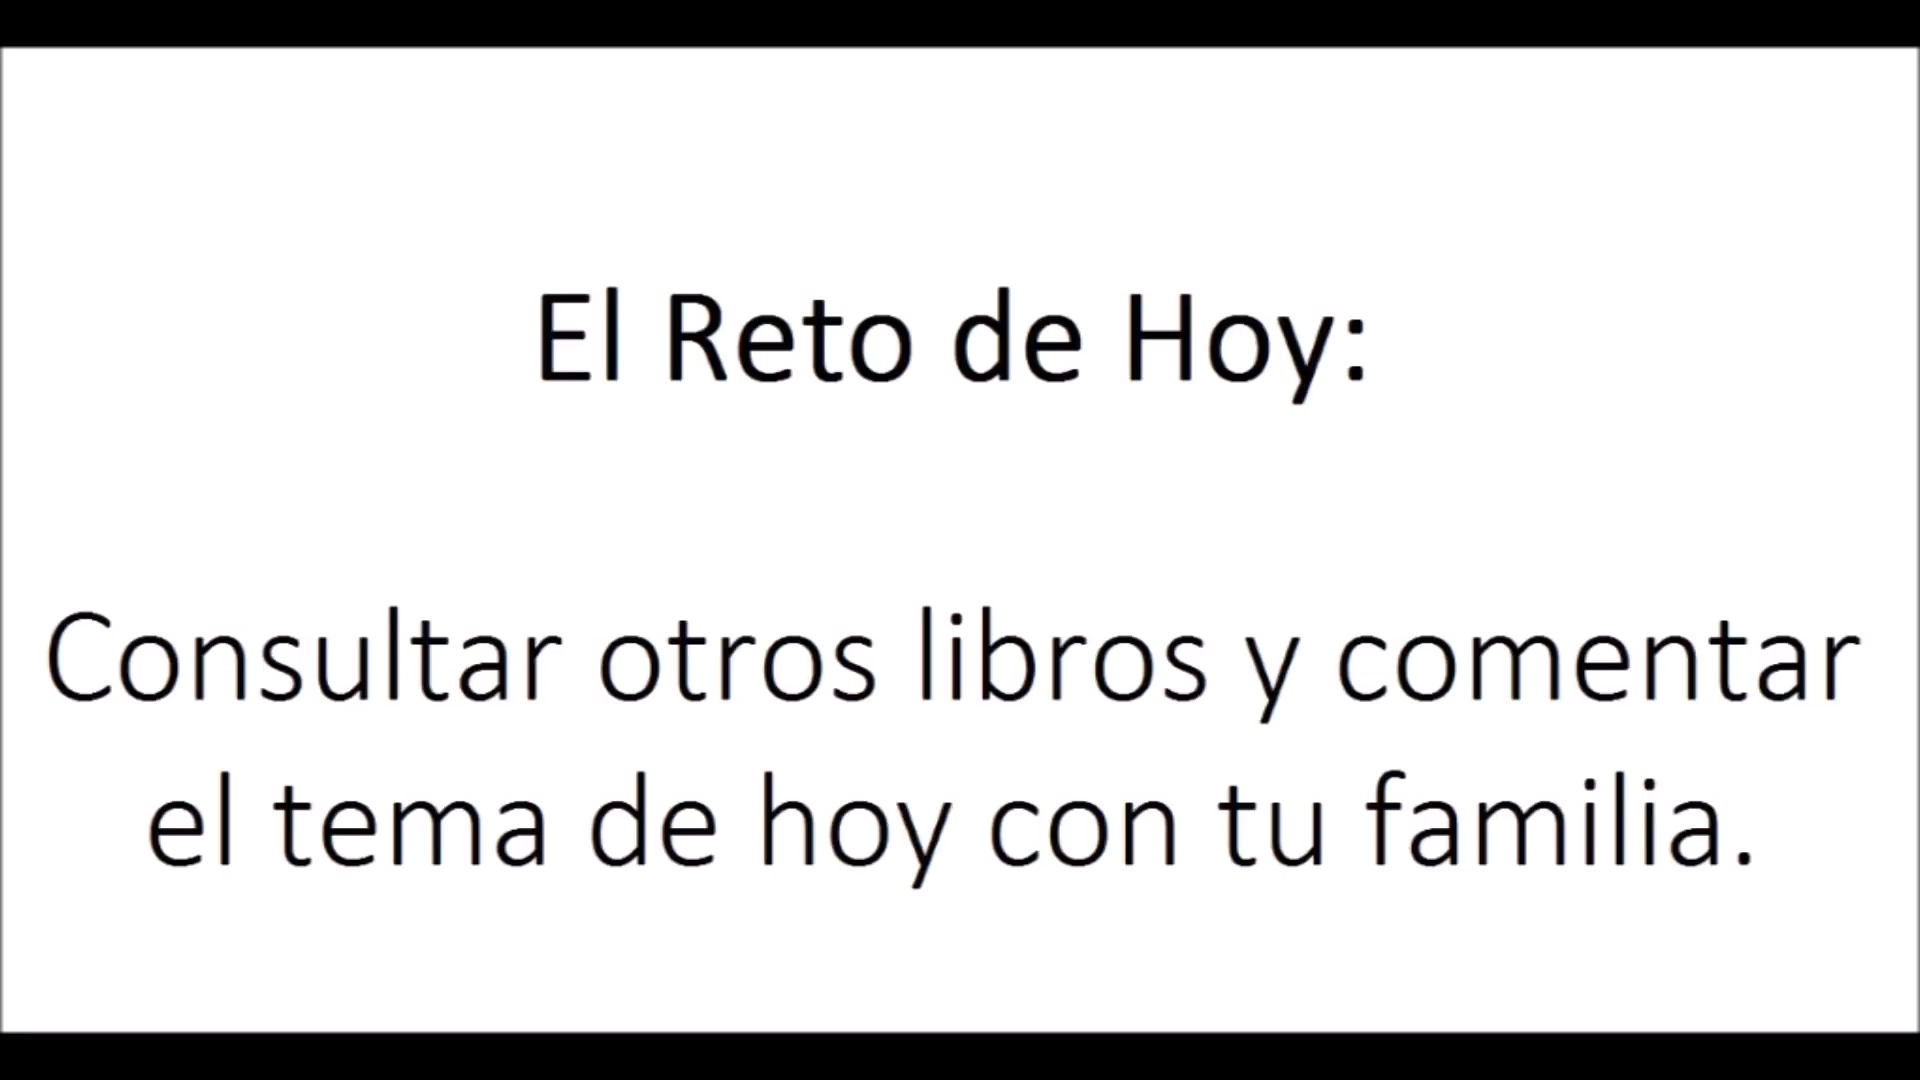 El Reto de Hoy:
Consultar otros libros y comentar
el tema de hoy con tu familia.